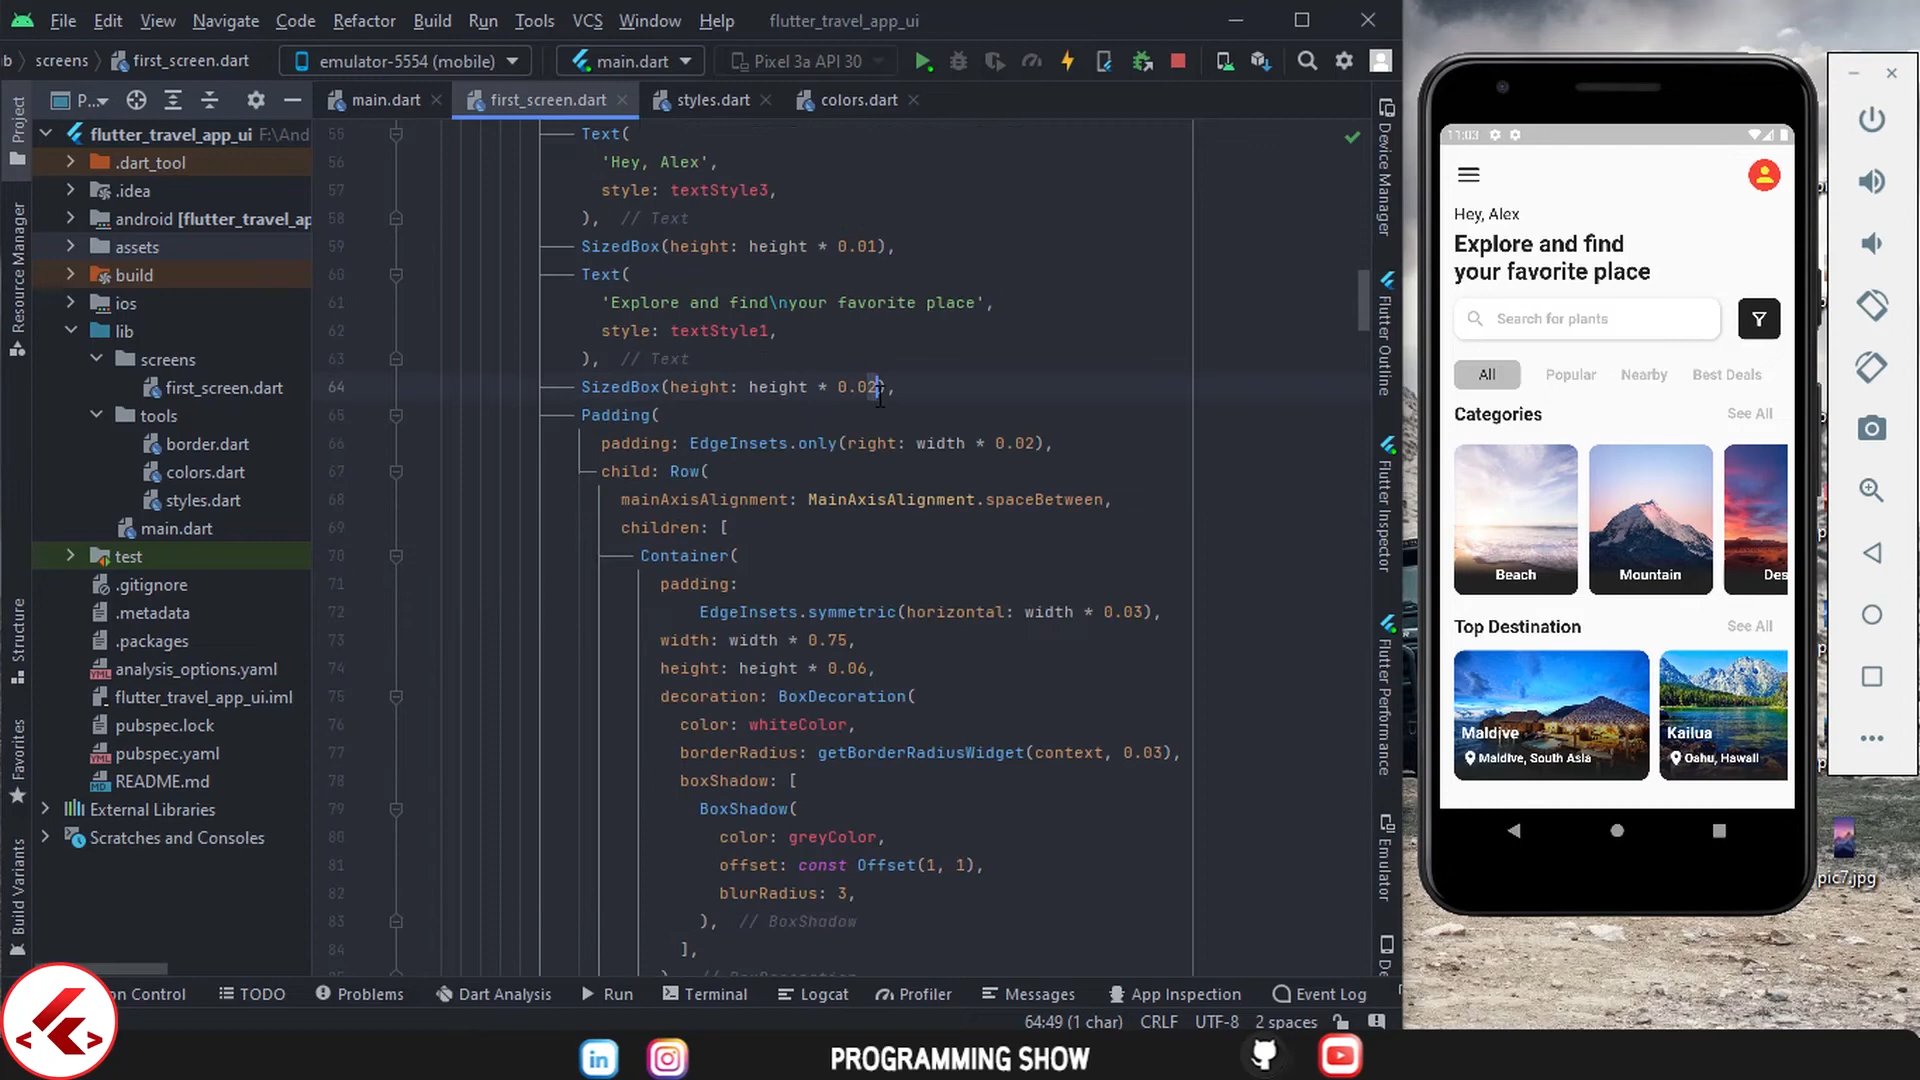 File Edit View Navigate Code Refactor Build Run Tools VCS Window Help flutter_travel_app_ui
b screens first_screen.dart emulator-5554 (mobile) main.dart Pixel 3a API 30
P... main.dart first_screen.dart styles.dart colors.dart
Project
Resource Manager
Structure
Favorites
Build Variants
flutter_travel_app_ui F:\And
.dart_tool
.idea
android [flutter_travel_ap
assets
build
ios
lib
screens
first_screen.dart
tools
border.dart
colors.dart
styles.dart
main.dart
test
.gitignore
.metadata
.packages
analysis_options.yaml
flutter_travel_app_ui.iml
pubspec.lock
pubspec.yaml
README.md
External Libraries
Scratches and Consoles
55 Text(
56 'Hey, Alex',
57 style: textStyle3,
58 ), // Text
59 SizedBox(height: height * 0.01),
60 Text(
61 'Explore and find\nyour favorite place',
62 style: textStyle1,
63 ), // Text
64 SizedBox(height: height * 0.02),
65 Padding(
66 padding: EdgeInsets.only(right: width * 0.02),
67 child: Row(
68 mainAxisAlignment: MainAxisAlignment.spaceBetween,
69 children: [
70 Container(
71 padding:
72 EdgeInsets.symmetric(horizontal: width * 0.03),
73 width: width * 0.75,
74 height: height * 0.06,
75 decoration: BoxDecoration(
76 color: whiteColor,
77 borderRadius: getBorderRadiusWidget(context, 0.03),
78 boxShadow: [
79 BoxShadow(
80 color: greyColor,
81 offset: const Offset(1, 1),
82 blurRadius: 3,
83 ), // BoxShadow
84 ],
Device Manager
Flutter Outline
Flutter Inspector
Flutter Performance
Emulator
De
on Control TODO Problems Dart Analysis Run Terminal Logcat Profiler Messages App Inspection Event Log
64:49 (1 char) CRLF UTF-8 2 spaces
11:03
Hey, Alex
Explore and find
your favorite place
Search for plants
All Popular Nearby Best Deals
Categories See All
Beach Mountain Des
Top Destination See All
Maldive Kailua
Maldive, South Asia Oahu, Hawaii
pic7.jpg
in PROGRAMMING SHOW